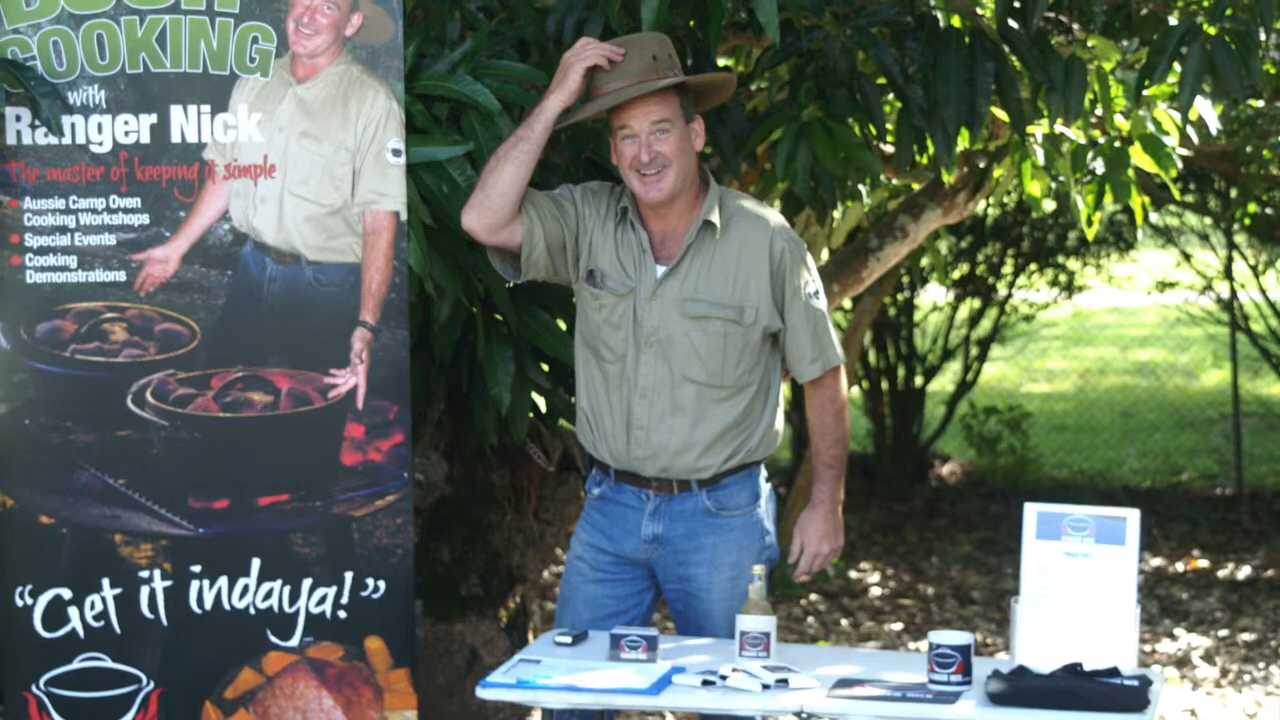 COOKING
with
Ranger Nick
The master of keeping it simple
• Aussie Camp Oven
Cooking Workshops
• Special Events
• Cooking
Demonstrations
“Get it indaya!”